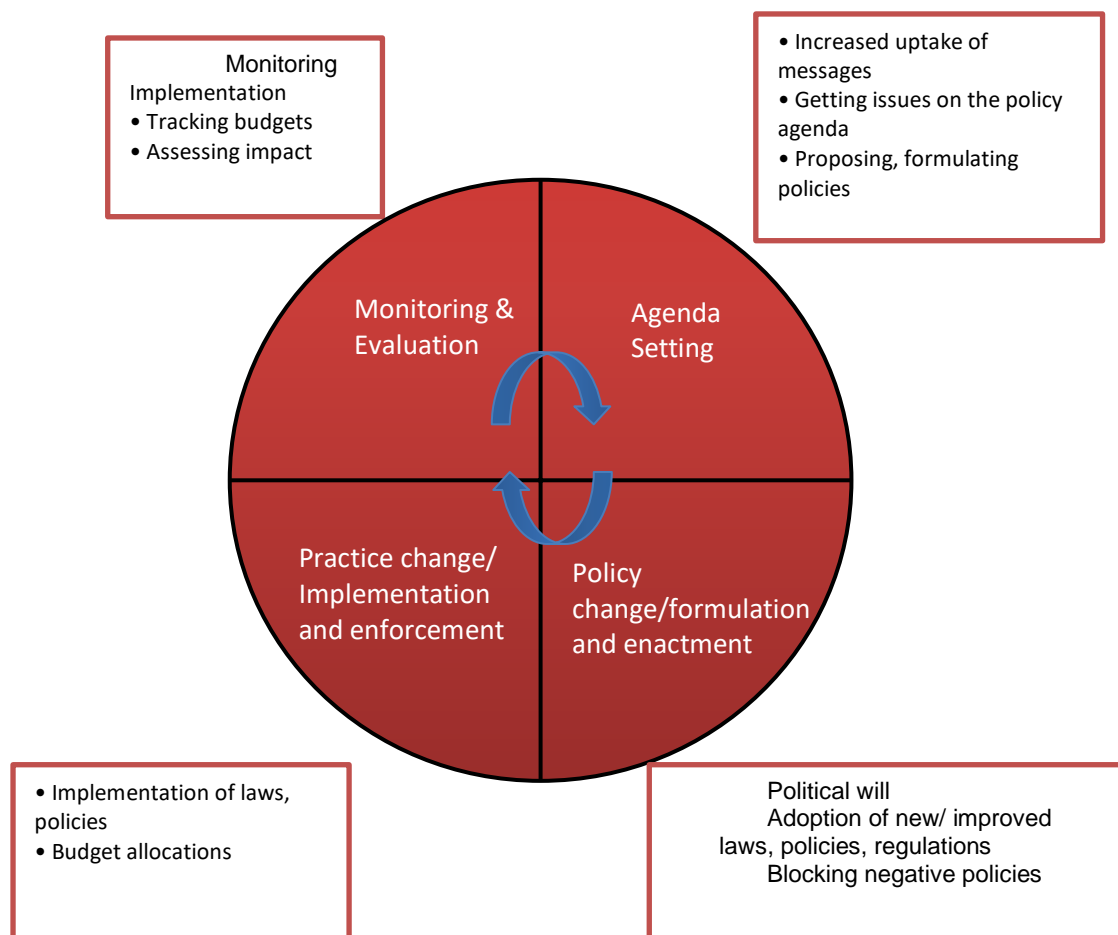 Monitoring
Implementation
• Tracking budgets
• Assessing impact
• Increased uptake of
messages
• Getting issues on the policy
agenda
• Proposing, formulating
policies
Monitoring &
Evaluation
Agenda
Setting
Practice change/
Implementation
and enforcement
Policy
change/formulation
and enactment
• Implementation of laws,
policies
• Budget allocations
Political will
Adoption of new/ improved
laws, policies, regulations
Blocking negative policies